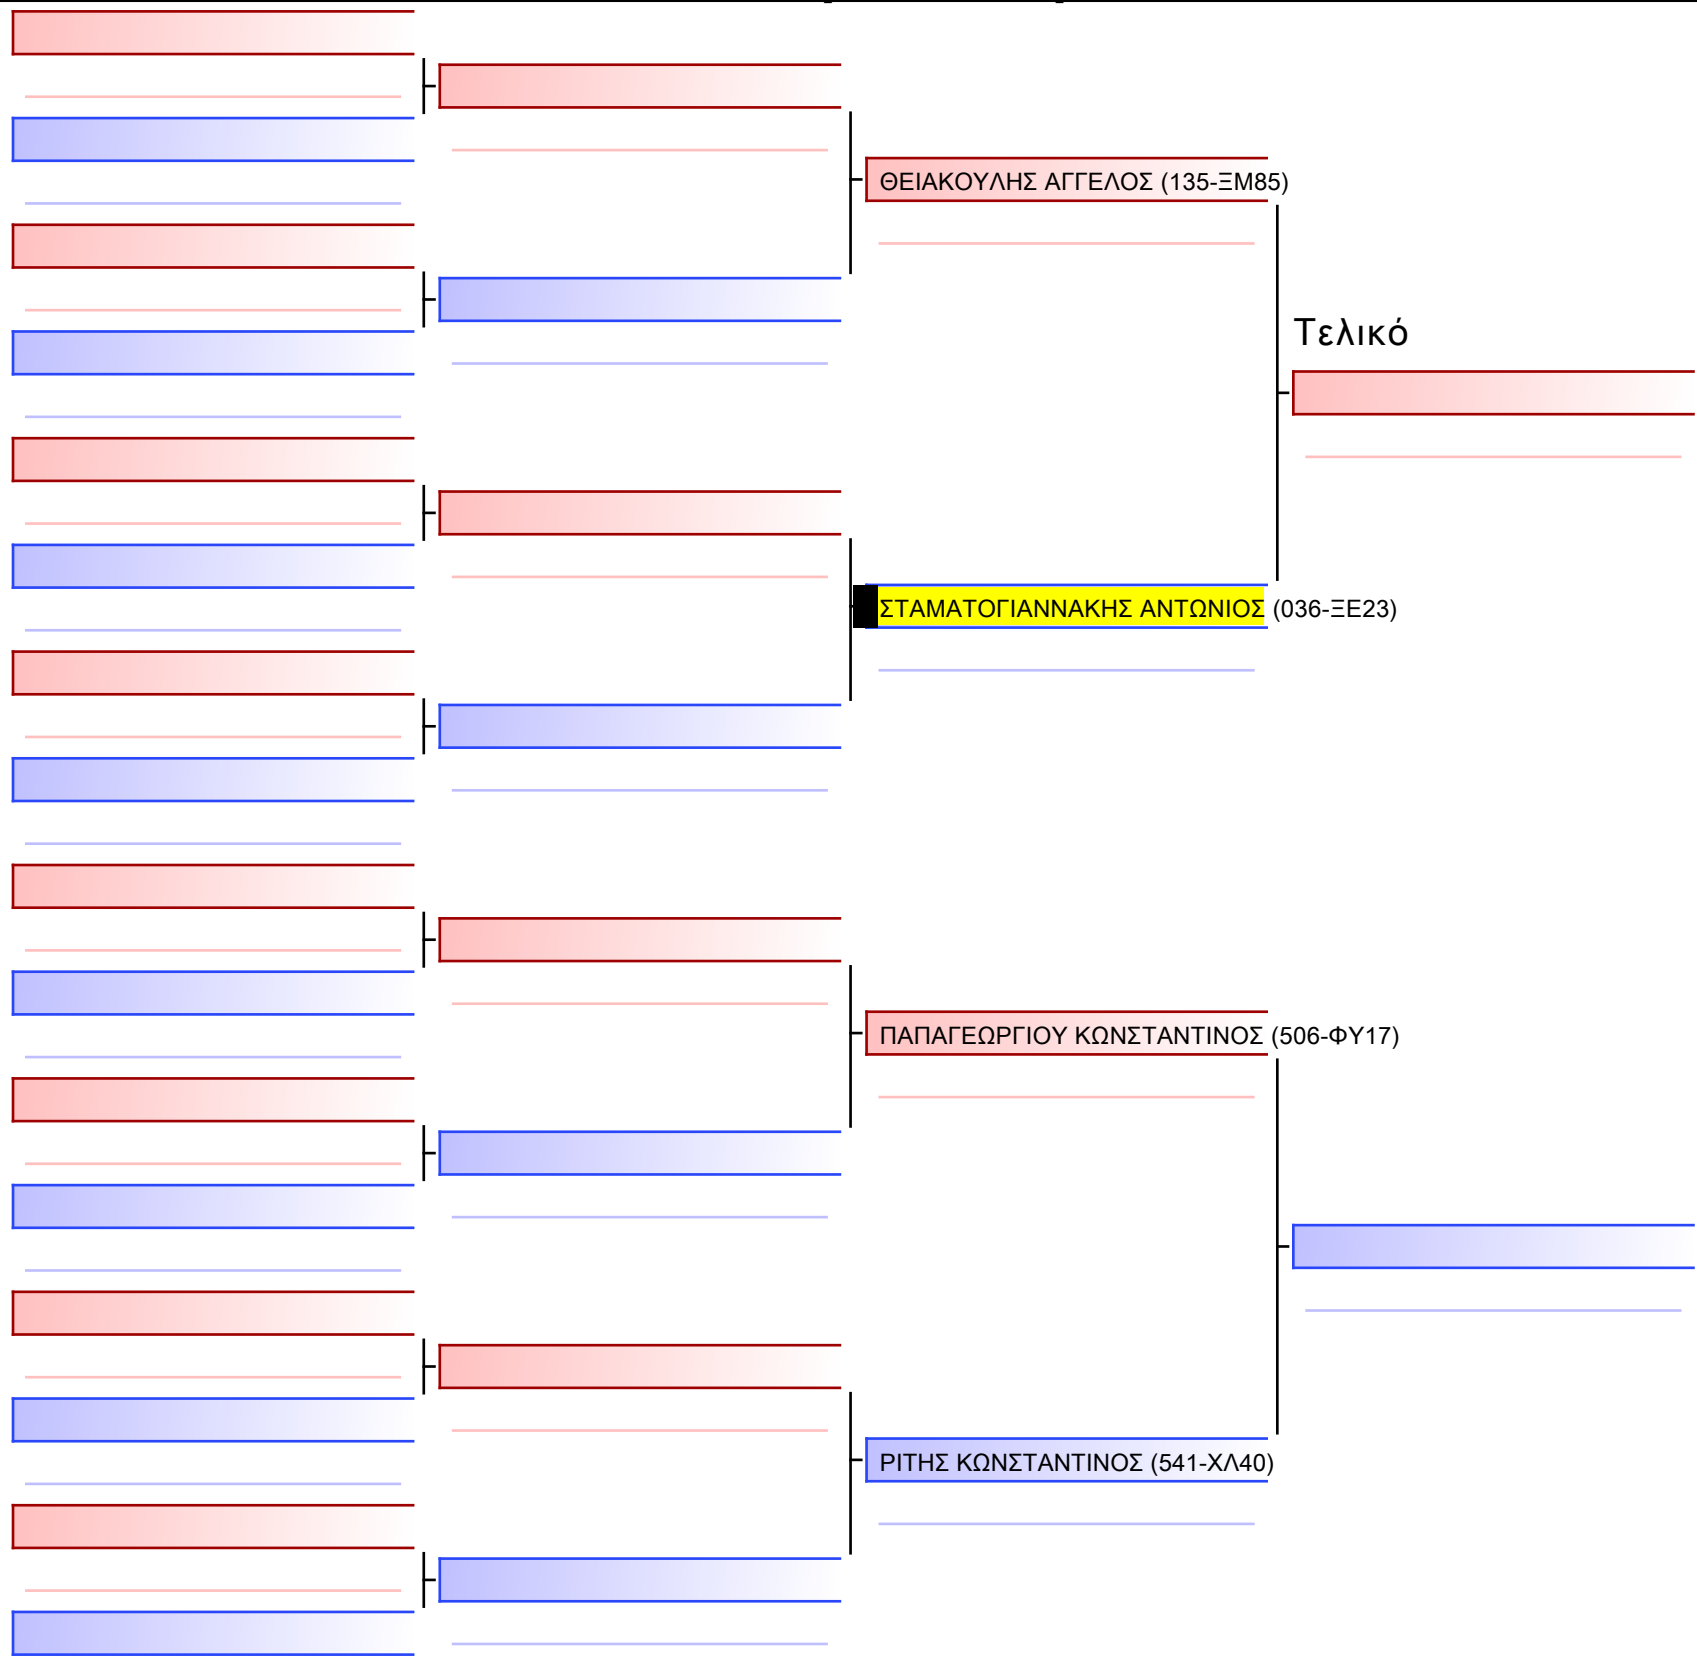 ΘΕΙΑΚΟΥΛΗΣ ΑΓΓΕΛΟΣ (135-ΞΜ85)
Τελικό
ΣΤΑΜΑΤΟΓΙΑΝΝΑΚΗΣ ΑΝΤΩΝΙΟΣ (036-ΞΕ23)
ΠΑΠΑΓΕΩΡΓΙΟΥ ΚΩΝΣΤΑΝΤΙΝΟΣ (506-ΦΥ17)
ΡΙΤΗΣ ΚΩΝΣΤΑΝΤΙΝΟΣ (541-ΧΛ40)